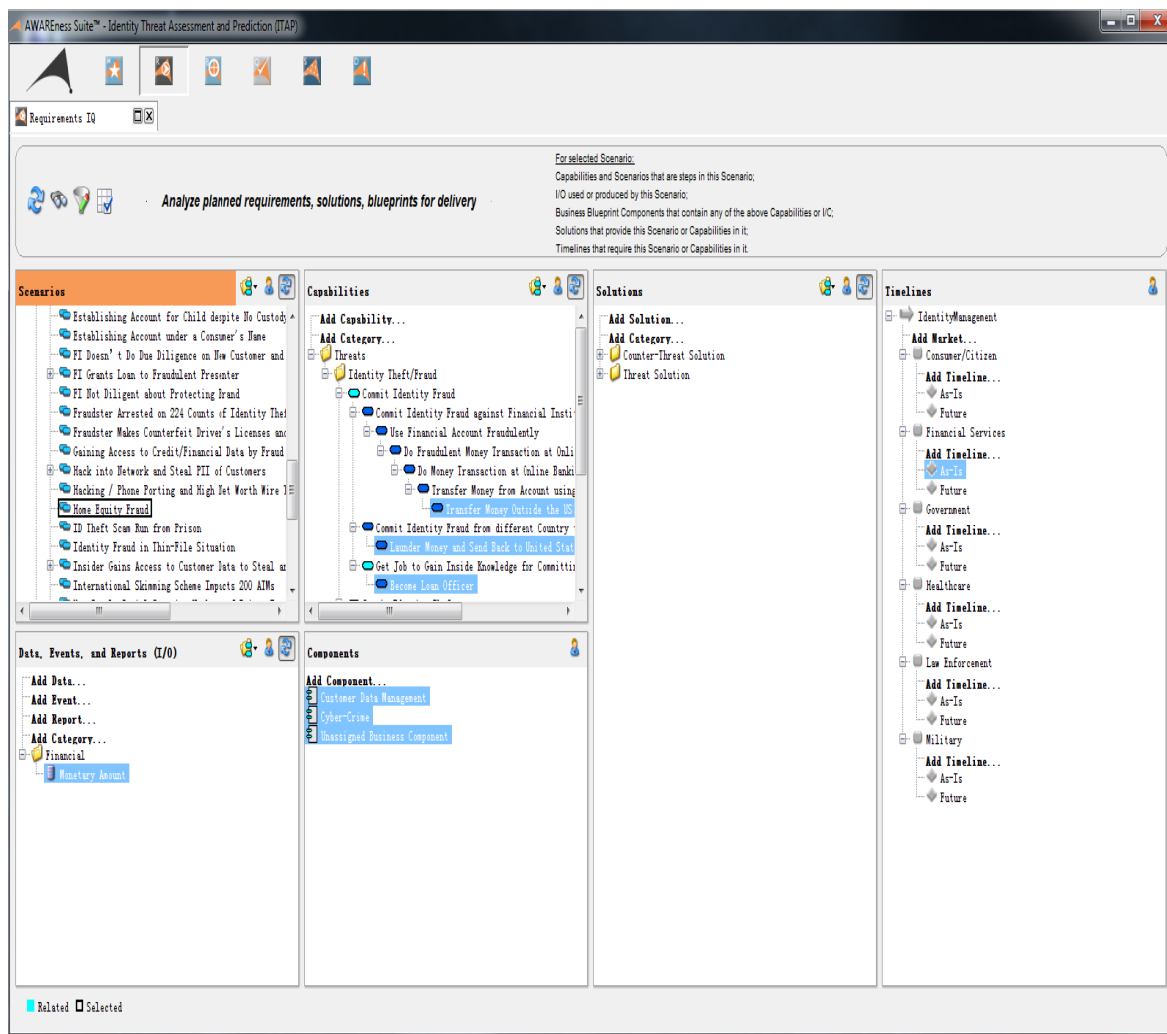 AWAREness Suite™ - Identity Threat Assessment and Prediction (ITAP)
Requirements IQ
Analyze planned requirements, solutions, blueprints for delivery
For selected Scenario:
Capabilities and Scenarios that are steps in this Scenario;
I/O used or produced by this Scenario;
Business Blueprint Components that contain any of the above Capabilities or I/C;
Solutions that provide this Scenario or Capabilities in it;
Timelines that require this Scenario or Capabilities in it.
Scenarios
Establishing Account for Child despite No Custody
Establishing Account under a Consumer's Name
FI Doesn't Do Due Diligence on New Customer and
FI Grants Loan to Fraudulent Presenter
FI Not Diligent about Protecting Brand
Fraudster Arrested on 224 Counts of Identity Thef
Fraudster Makes Counterfeit Driver's Licenses and
Gaining Access to Credit/Financial Data by Fraud
Hack into Network and Steal PII of Customers
Hacking / Phone Porting and High Net Worth Wire
Home Equity Fraud
ID Theft Scam Run from Prison
Identity Fraud in Thin-File Situation
Insider Gains Access to Customer Data to Steal an
International Skimming Scheme Impacts 200 ATMs
Capabilities
Add Capability...
Add Category...
Threats
Identity Theft/Fraud
Commit Identity Fraud
Commit Identity Fraud against Financial Insti
Use Financial Account Fraudulently
Do Fraudulent Money Transaction at Onli
Do Money Transaction at Online Banki
Transfer Money from Account using
Transfer Money Outside the US
Commit Identity Fraud from different Country
Launder Money and Send Back to United Stat
Get Job to Gain Inside Knowledge for Committi
Become Loan Officer
Solutions
Add Solution...
Add Category...
Counter-Threat Solution
Threat Solution
Timelines
IdentityManagement
Add Market...
Consumer/Citizen
Add Timeline...
As-Is
Future
Financial Services
Add Timeline...
As-Is
Future
Government
Add Timeline...
As-Is
Future
Healthcare
Add Timeline...
As-Is
Future
Law Enforcement
Add Timeline...
As-Is
Future
Military
Add Timeline...
As-Is
Future
Data, Events, and Reports (I/O)
Add Data...
Add Event...
Add Report...
Add Category...
Financial
Monetary Amount
Components
Add Component...
Customer Data Management
Cyber-Crime
Unassigned Business Component
Related
Selected